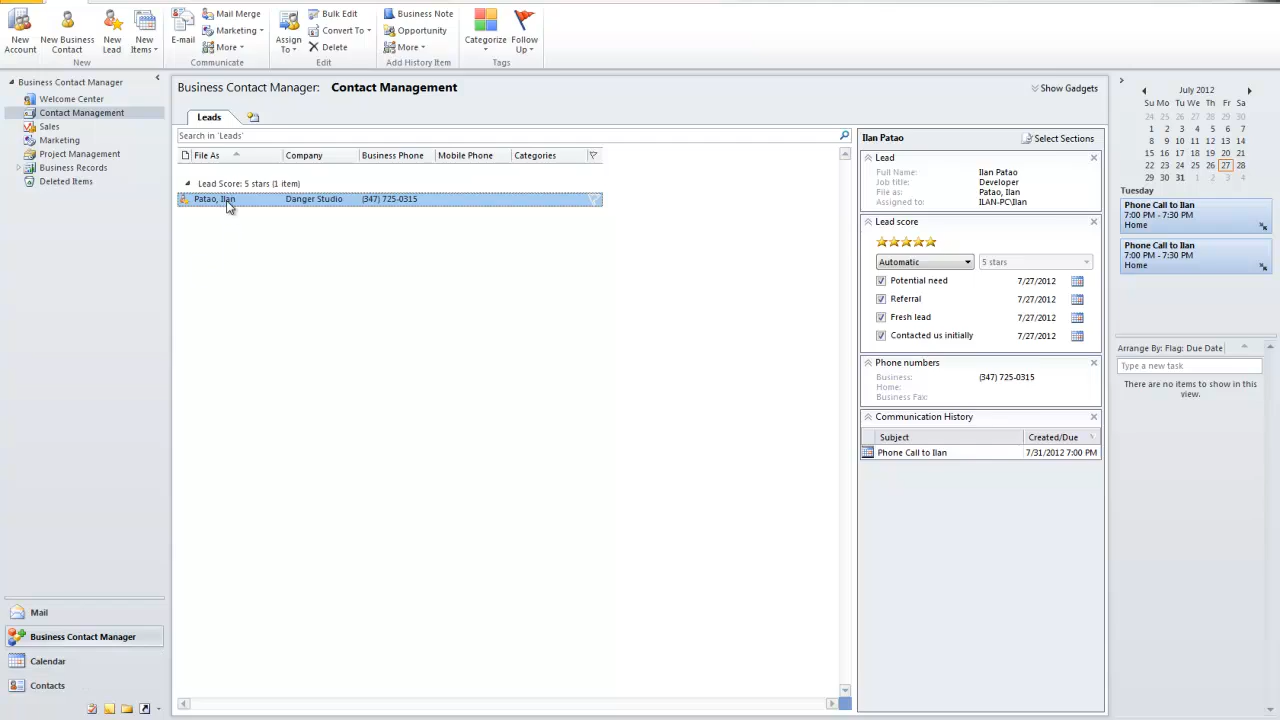 New Account
New Business Contact
New Lead
New Items
New
E-mail
Mail Merge
Marketing
More
Communicate
Assign To
Bulk Edit
Convert To
Delete
Edit
Business Note
Opportunity
More
Add History Item
Categorize
Follow Up
Tags
Business Contact Manager
Welcome Center
Contact Management
Sales
Marketing
Project Management
Business Records
Deleted Items
Mail
Business Contact Manager
Calendar
Contacts
Business Contact Manager: Contact Management
Show Gadgets
Leads
Search in 'Leads'
File As Company Business Phone Mobile Phone Categories
Lead Score: 5 stars (1 item)
Patao, Ilan Danger Studio (347) 725-0315
Ilan Patao Select Sections
Lead
Full Name: Ilan Patao
Job title: Developer
File as: Patao, Ilan
Assigned to: ILAN-PC\Ilan
Lead score
Automatic 5 stars
Potential need 7/27/2012
Referral 7/27/2012
Fresh lead 7/27/2012
Contacted us initially 7/27/2012
Phone numbers
Business: (347) 725-0315
Home:
Business Fax:
Communication History
Subject Created/Due
Phone Call to Ilan 7/31/2012 7:00 PM
July 2012
Su Mo Tu We Th Fr Sa
24 25 26 27 28 29 30
1 2 3 4 5 6 7
8 9 10 11 12 13 14
15 16 17 18 19 20 21
22 23 24 25 26 27 28
29 30 31 1 2 3 4
Tuesday
Phone Call to Ilan
7:00 PM - 7:30 PM
Home
Phone Call to Ilan
7:00 PM - 7:30 PM
Home
Arrange By: Flag: Due Date
Type a new task
There are no items to show in this
view.